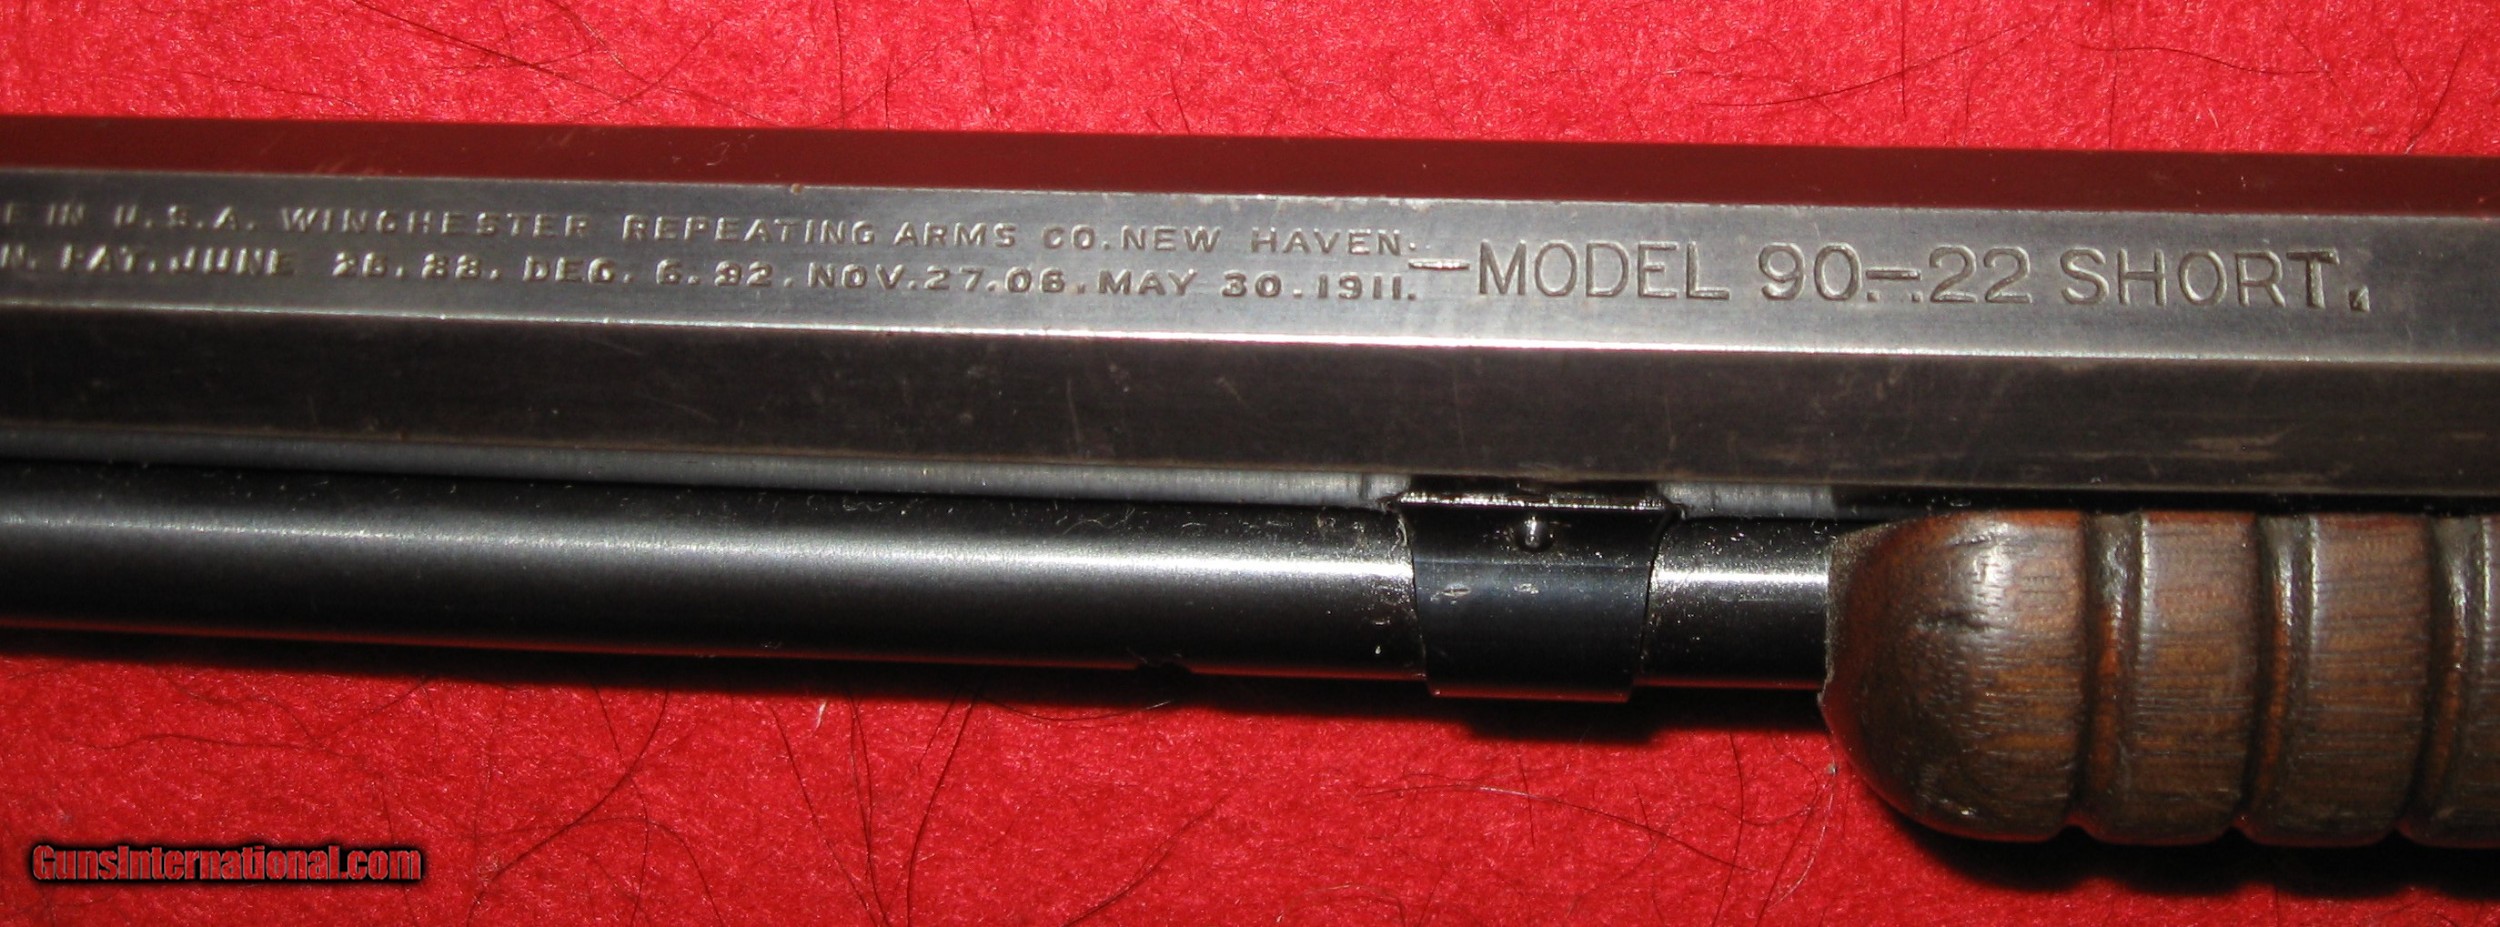 E IN U.S.A. WINCHESTER REPEATING ARMS CO. NEW HAVEN.
N. PAT. JUNE 26. 88. DEC. 6. 92. NOV. 27. 06. MAY 30. 1911.
—MODEL 90.—.22 SHORT.
GunsInternational.com